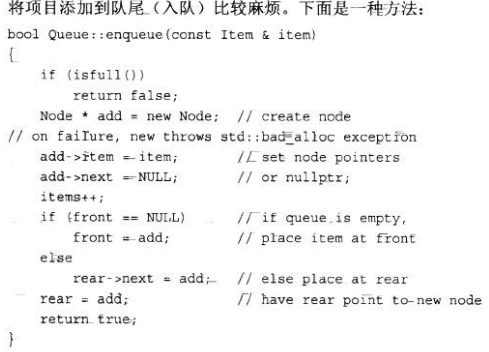 将项目添加到队尾（入队）比较麻烦。下面是一种方法：
bool Queue::enqueue(const Item & item)
{
    if (isfull())
        return false;
    Node * add = new Node;  // create node
// on failure, new throws std::bad_alloc exception
    add->item = item;       // set node pointers
    add->next = NULL;       // or nullptr;
    items++;
    if (front == NULL)      // if queue is empty,
        front = add;        // place item at front
    else
        rear->next = add;   // else place at rear
    rear = add;             // have rear point to new node
    return true;
}